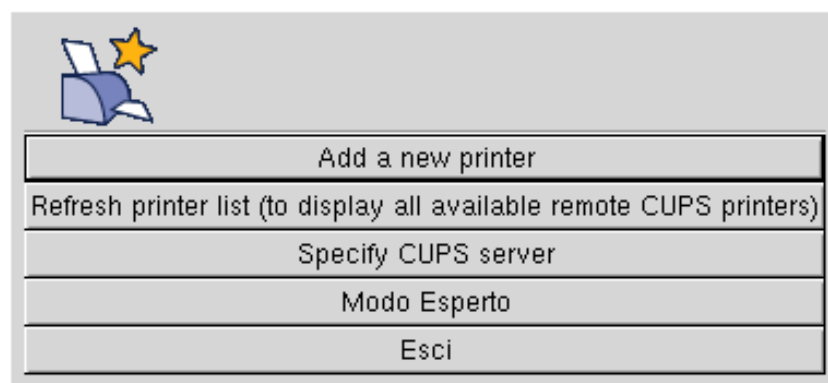 Add a new printer
Refresh printer list (to display all available remote CUPS printers)
Specify CUPS server
Modo Esperto
Esci